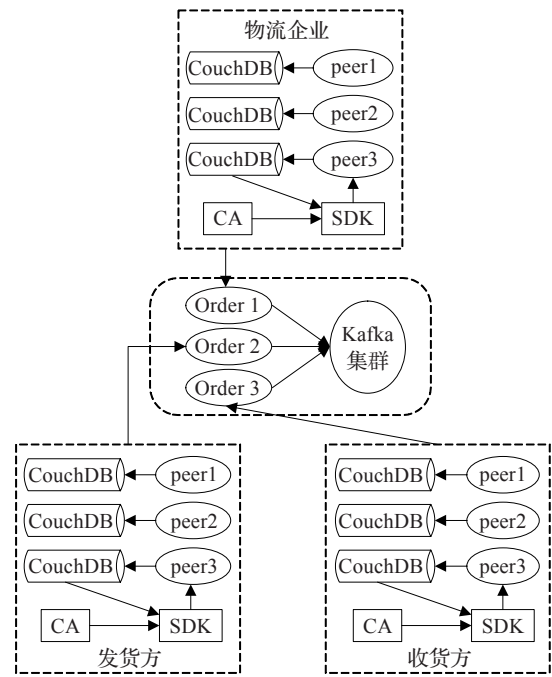 物流企业
CouchDB peer1
CouchDB peer2
CouchDB peer3
CA SDK
Order 1
Order 2
Order 3
Kafka
集群
CouchDB peer1
CouchDB peer2
CouchDB peer3
CA SDK
发货方
CouchDB peer1
CouchDB peer2
CouchDB peer3
CA SDK
收货方